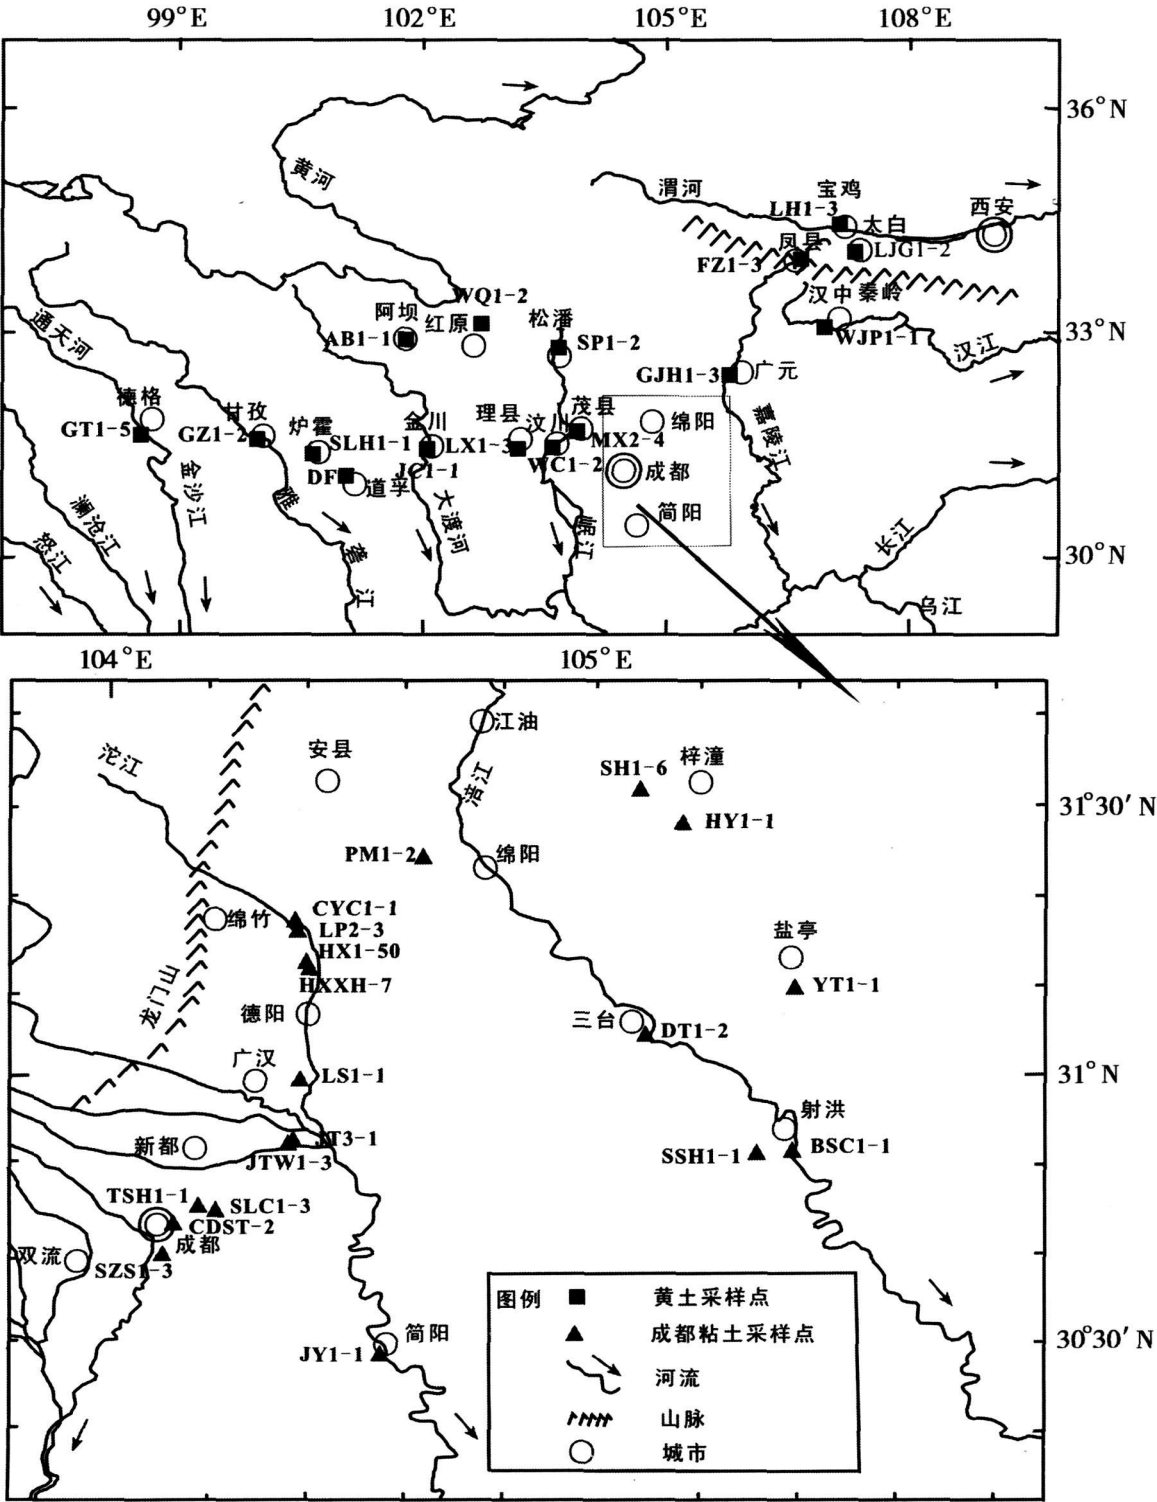 99°E
102°E
105°E
108°E
36°N
33°N
30°N
黄河
渭河
宝鸡
LH1-3
太白
西安
凤县
FZ1-3
LJG1-2
汉中
秦岭
WJP1-1
汉江
WQ1-2
阿坝
红原
AB1-1
松潘
SP1-2
GJH1-3
广元
通天河
德格
GT1-5
甘孜
GZ1-2
炉霍
SLH1-1
DF
道孚
金川
JC1-1
理县
LX1-3
汶川
WC1-2
茂县
MX2-4
绵阳
成都
简阳
嘉陵江
金沙江
澜沧江
怒江
雅砻江
大渡河
岷江
长江
乌江
104°E
105°E
31°30′N
31°N
30°30′N
沱江
安县
江油
涪江
SH1-6
梓潼
HY1-1
PM1-2
绵阳
CYC1-1
绵竹
LP2-3
HX1-50
HXXH-7
盐亭
YT1-1
龙门山
德阳
三台
DT1-2
广汉
LS1-1
射洪
新都
JT3-1
JTW1-3
SSH1-1
BSC1-1
TSH1-1
SLC1-3
CDST-2
成都
双流
SZS1-3
简阳
JY1-1
图例
黄土采样点
成都粘土采样点
河流
山脉
城市